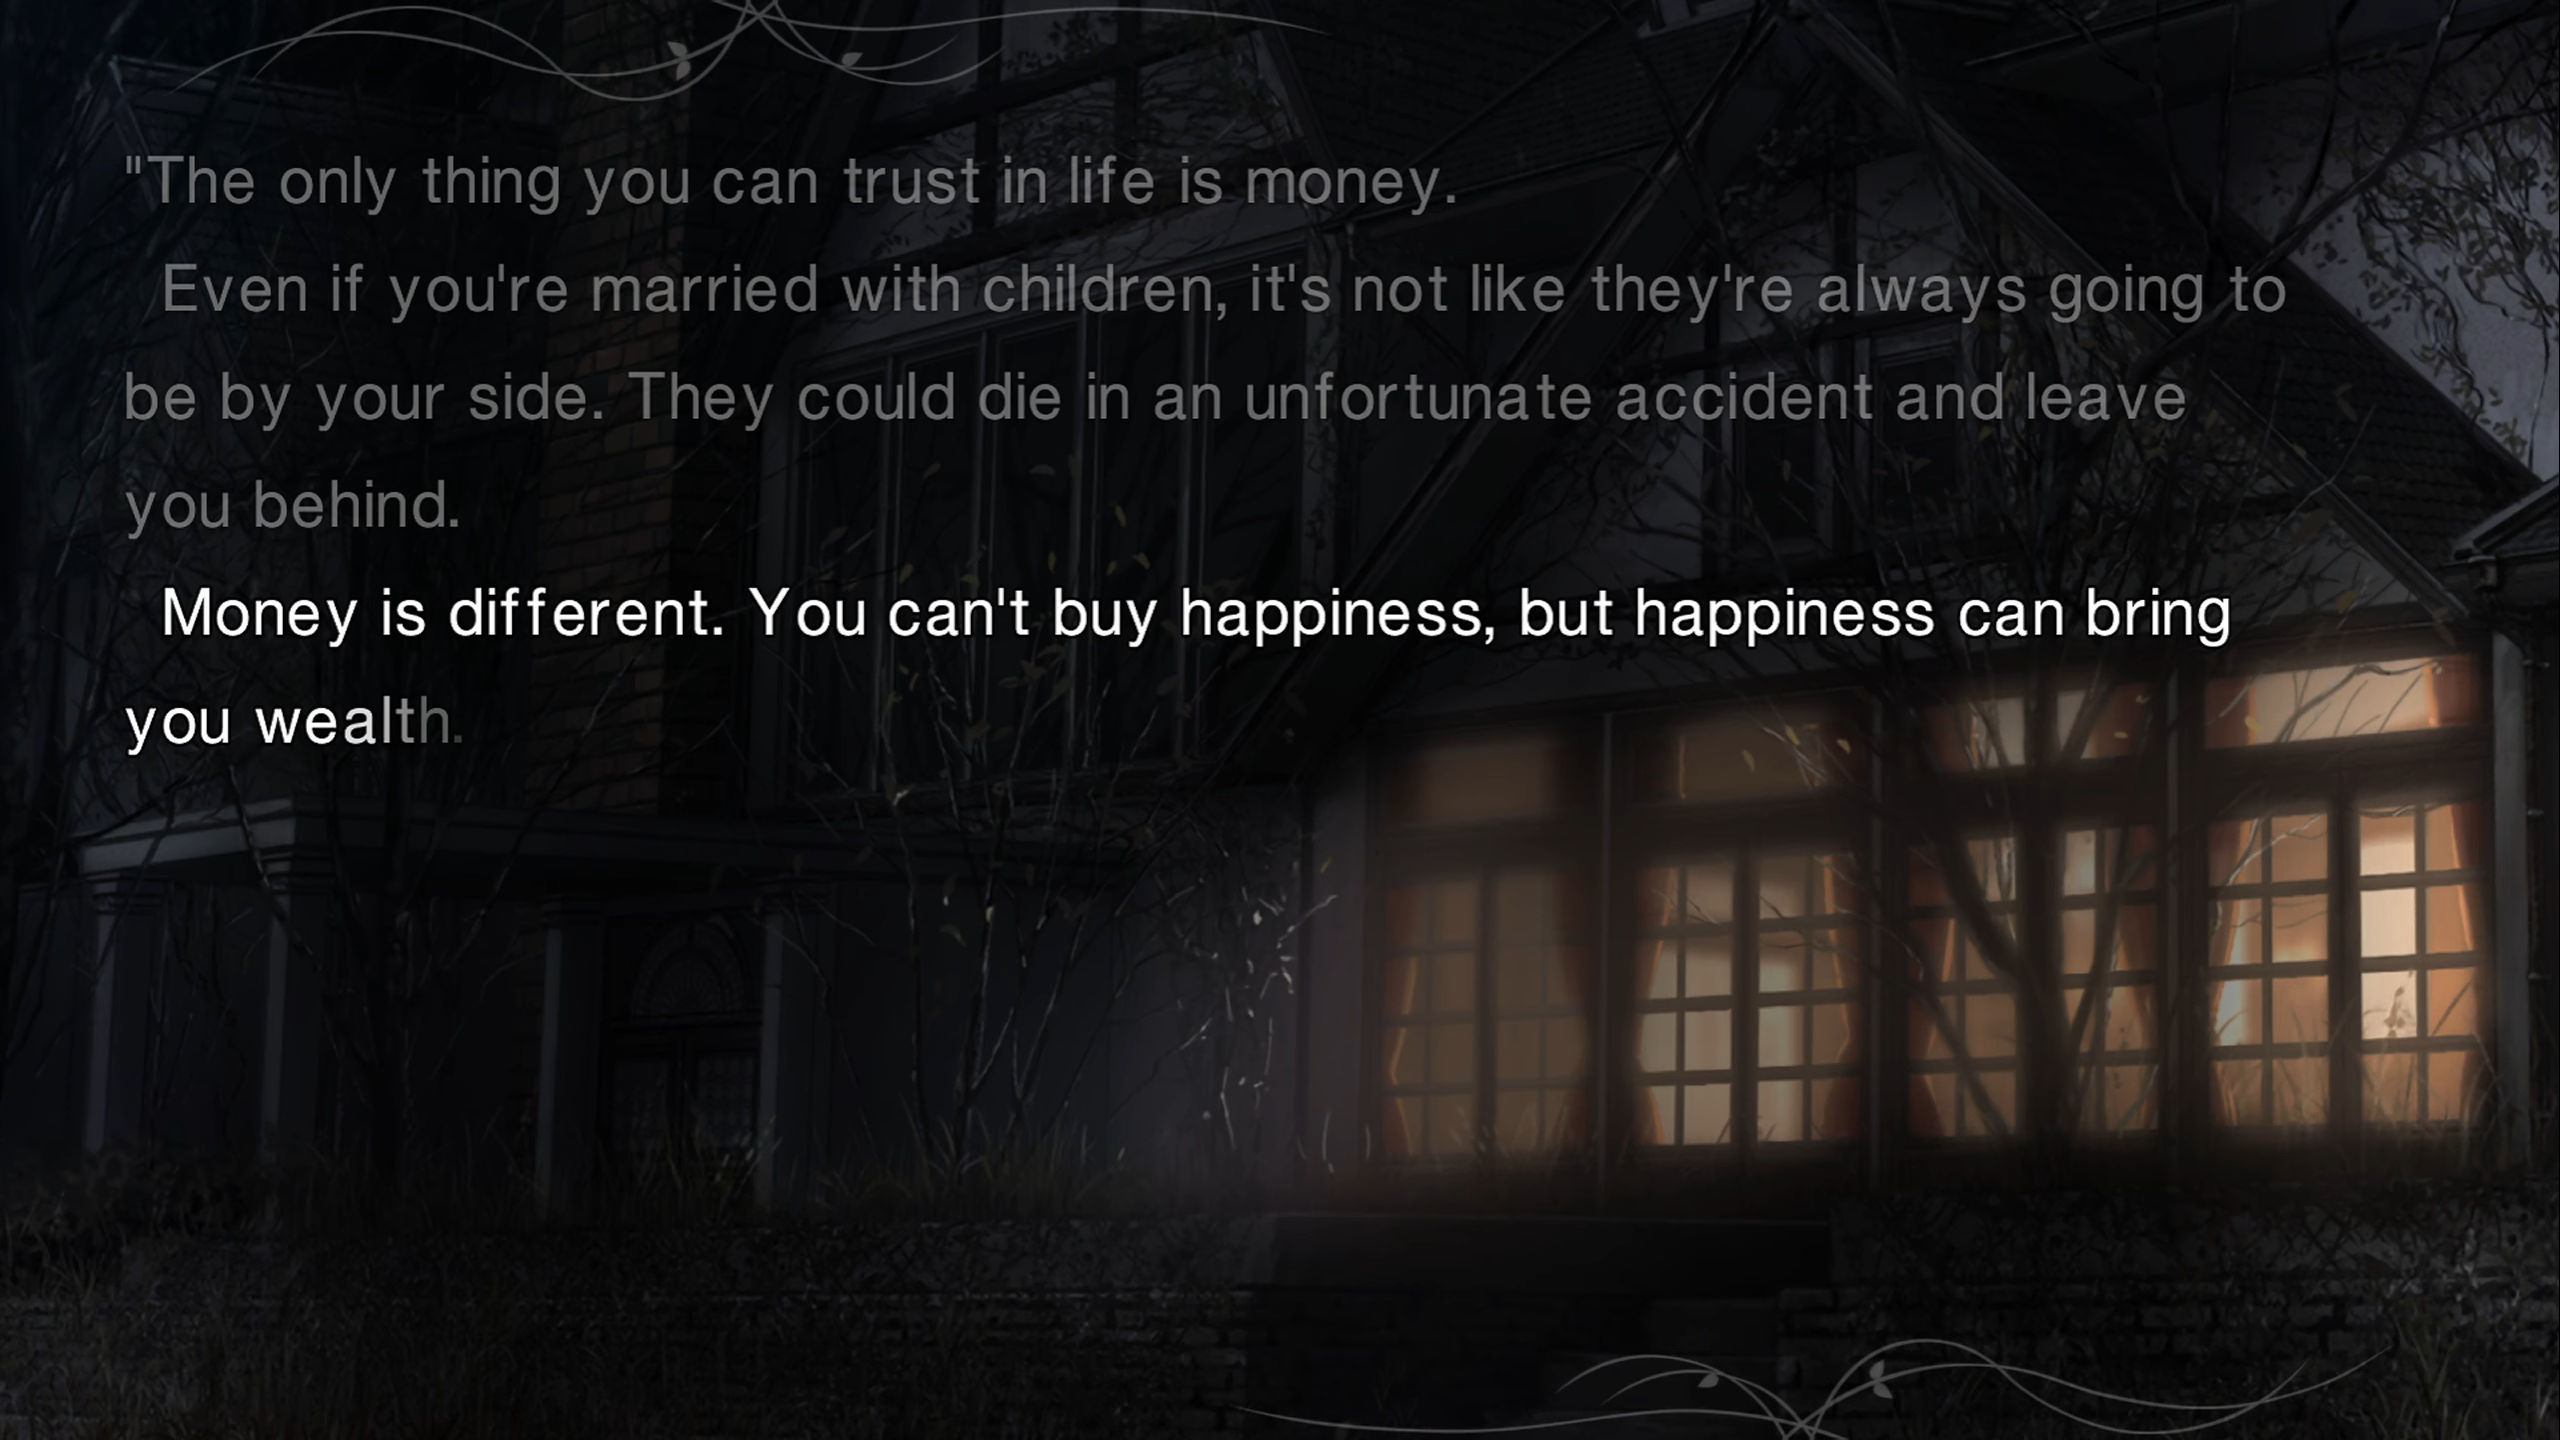 "The only thing you can trust in life is money.
Even if you're married with children, it's not like they're always going to
be by your side. They could die in an unfortunate accident and leave
you behind.
Money is different. You can't buy happiness, but happiness can bring
you wealth.